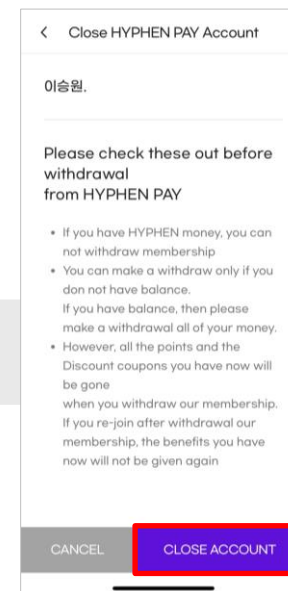 Close HYPHEN PAY Account
이승원.
Please check these out before
withdrawal
from HYPHEN PAY
• If you have HYPHEN money, you can
not withdraw membership
• You can make a withdraw only if you
don not have balance.
If you have balance, then please
make a withdrawal all of your money.
• However, all the points and the
Discount coupons you have now will
be gone
when you withdraw our membership.
If you re-join after withdrawal our
membership, the benefits you have
now will not be given again
CANCEL
CLOSE ACCOUNT